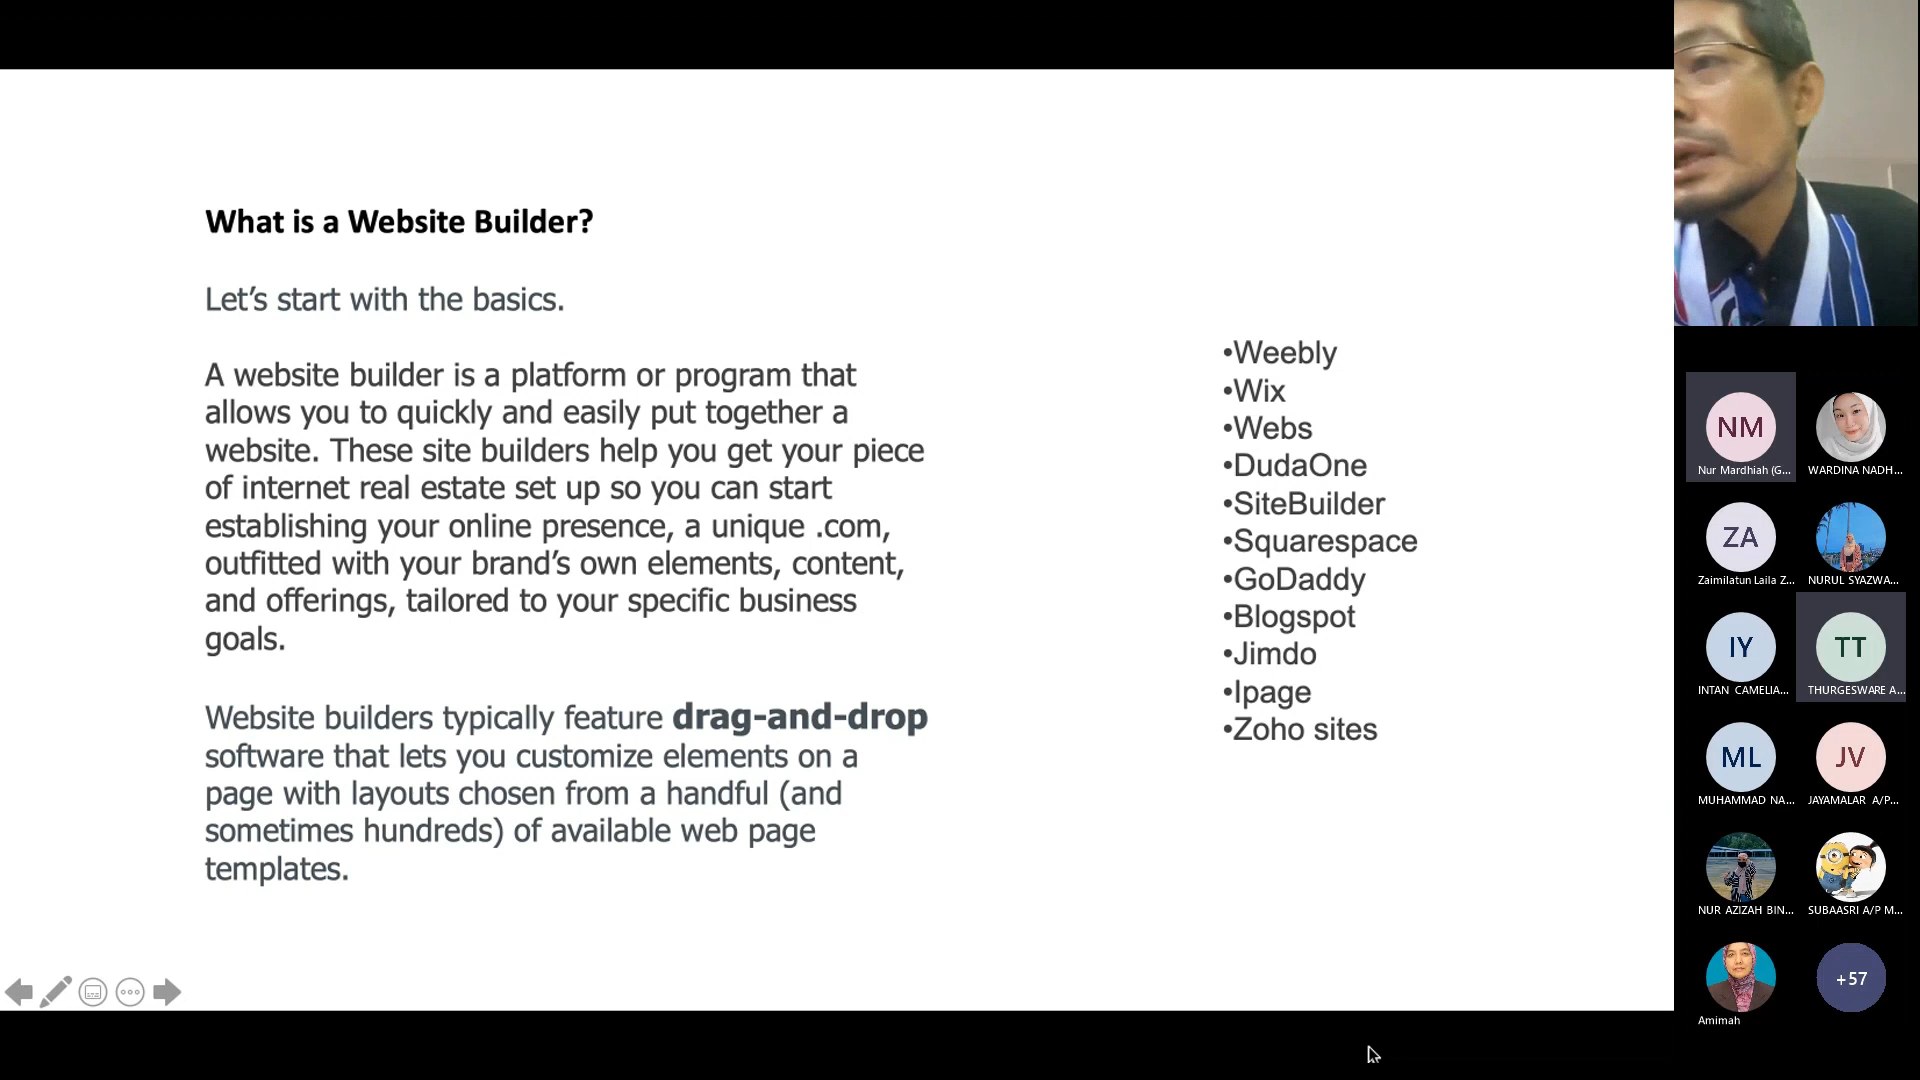 What is a Website Builder?
Let’s start with the basics.
A website builder is a platform or program that
allows you to quickly and easily put together a
website. These site builders help you get your piece
of internet real estate set up so you can start
establishing your online presence, a unique .com,
outfitted with your brand’s own elements, content,
and offerings, tailored to your specific business
goals.
Website builders typically feature drag-and-drop
software that lets you customize elements on a
page with layouts chosen from a handful (and
sometimes hundreds) of available web page
templates.
•Weebly
•Wix
•Webs
•DudaOne
•SiteBuilder
•Squarespace
•GoDaddy
•Blogspot
•Jimdo
•Ipage
•Zoho sites
NM
Nur Mardhiah (G...
WARDINA NADH...
ZA
Zaimilatun Laila Z...
NURUL SYAZWA...
IY
INTAN CAMELIA...
TT
THURGESWARE A...
ML
MUHAMMAD NA...
JV
JAYAMALAR A/P...
NUR AZIZAH BIN...
SUBAASRI A/P M...
Amimah
+57